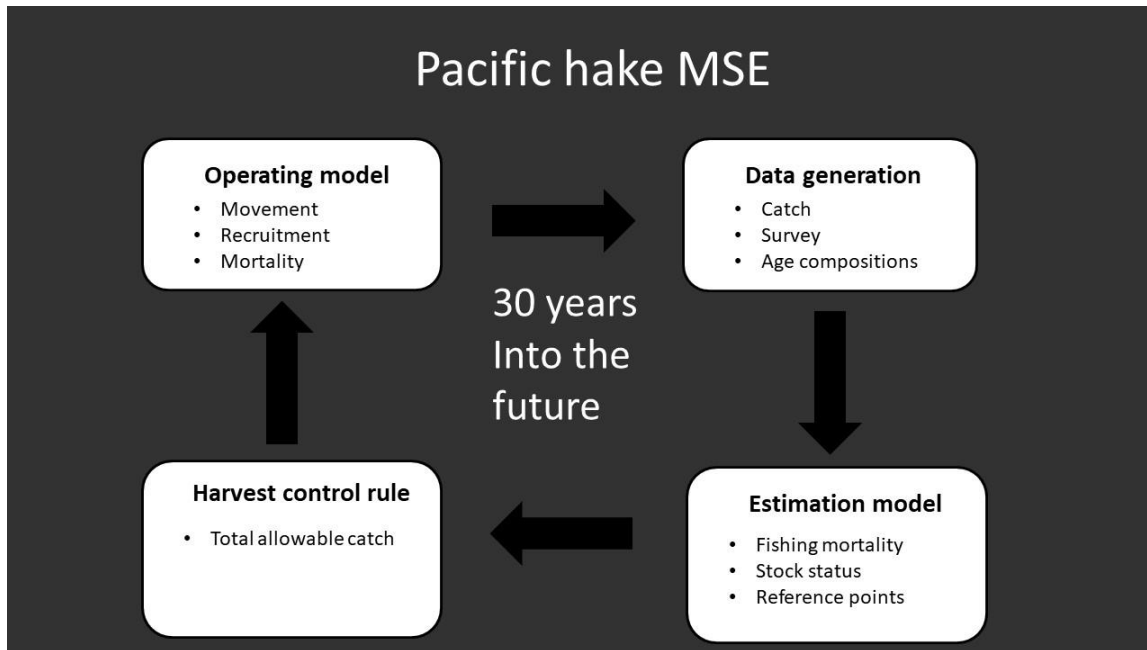 Pacific hake MSE
Operating model
• Movement
• Recruitment
• Mortality
Data generation
• Catch
• Survey
• Age compositions
30 years
Into the
future
Harvest control rule
• Total allowable catch
Estimation model
• Fishing mortality
• Stock status
• Reference points